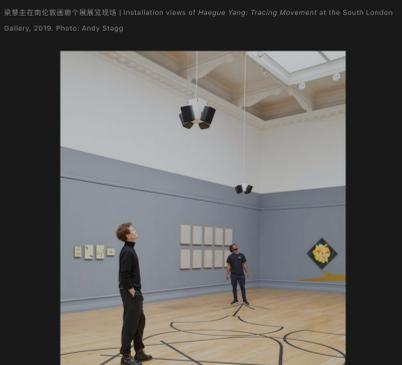 梁慧圭在南伦敦画廊个展展览现场 | Installation views of Haegue Yang: Tracing Movement at the South London
Gallery, 2019. Photo: Andy Stagg